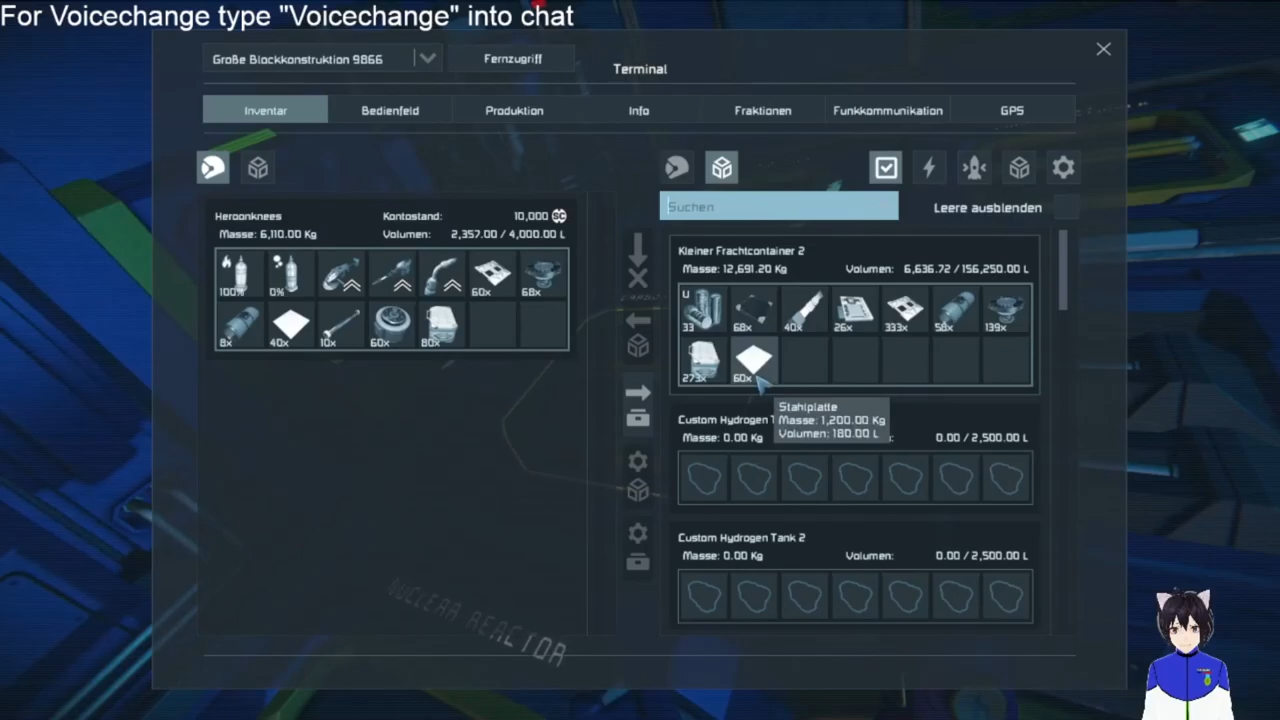 For Voicechange type "Voicechange" into chat
Große Blockkonstruktion 9866
Fernzugriff
Terminal
Inventar
Bedienfeld
Produktion
Info
Fraktionen
Funkkommunikation
GPS
Suchen
Leere ausblenden
Heroonknees
Kontostand: 10,000 SC
Masse: 6,110.00 Kg
Volumen: 2,357.00 / 4,000.00 L
100%
0%
60x
68x
8x
40x
10x
60x
80x
Kleiner Frachtcontainer 2
Masse: 12,691.20 Kg
Volumen: 6,636.72 / 156,250.00 L
U
33
68x
40x
26x
333x
58x
139x
273x
60x
Stahlplatte
Masse: 1,200.00 Kg
Volumen: 180.00 L
Custom Hydrogen T
Masse: 0.00 Kg
0.00 / 2,500.00 L
Custom Hydrogen Tank 2
Masse: 0.00 Kg
Volumen: 0.00 / 2,500.00 L
NUCLEAR REACTOR